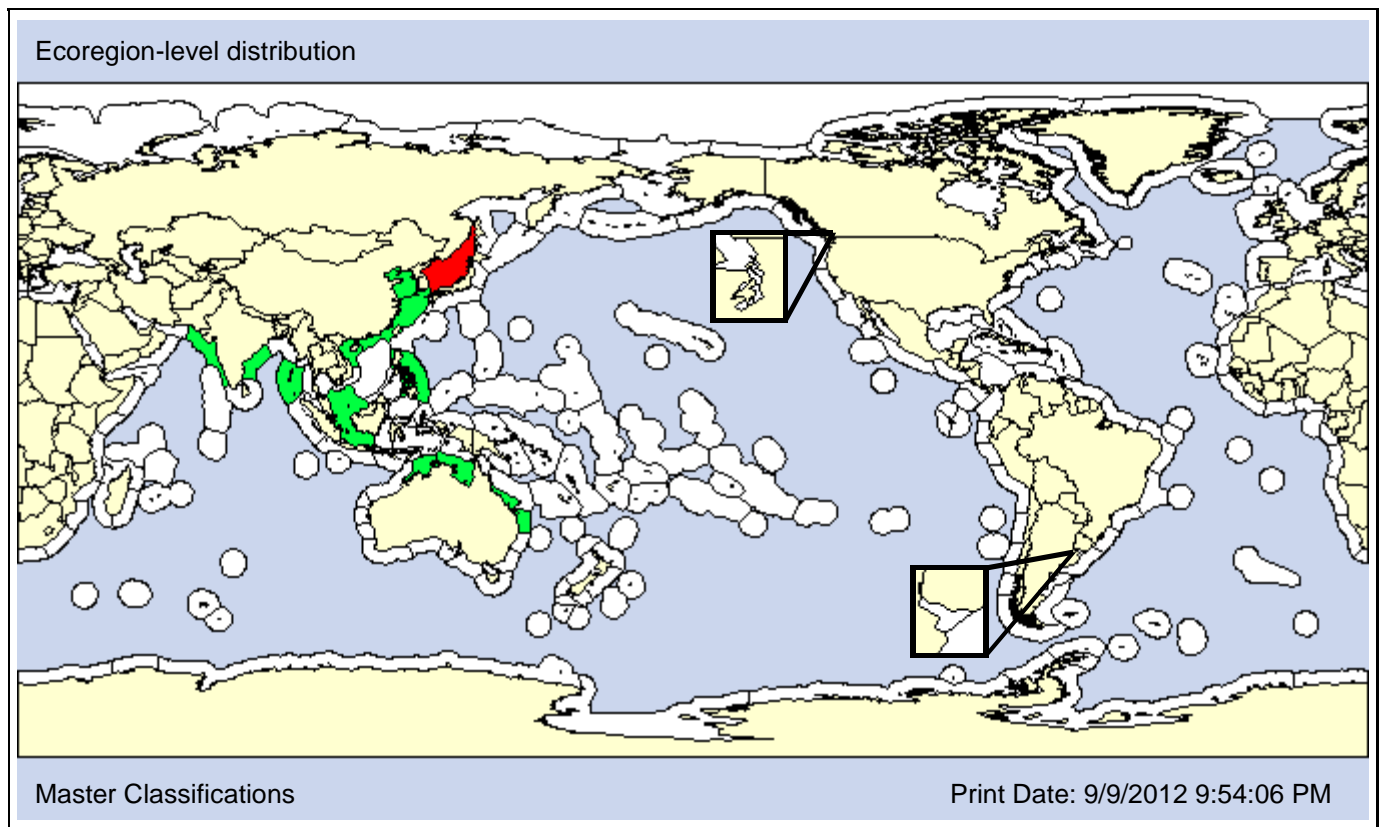 Ecoregion-level distribution
Master Classifications
Print Date: 9/9/2012 9:54:06 PM